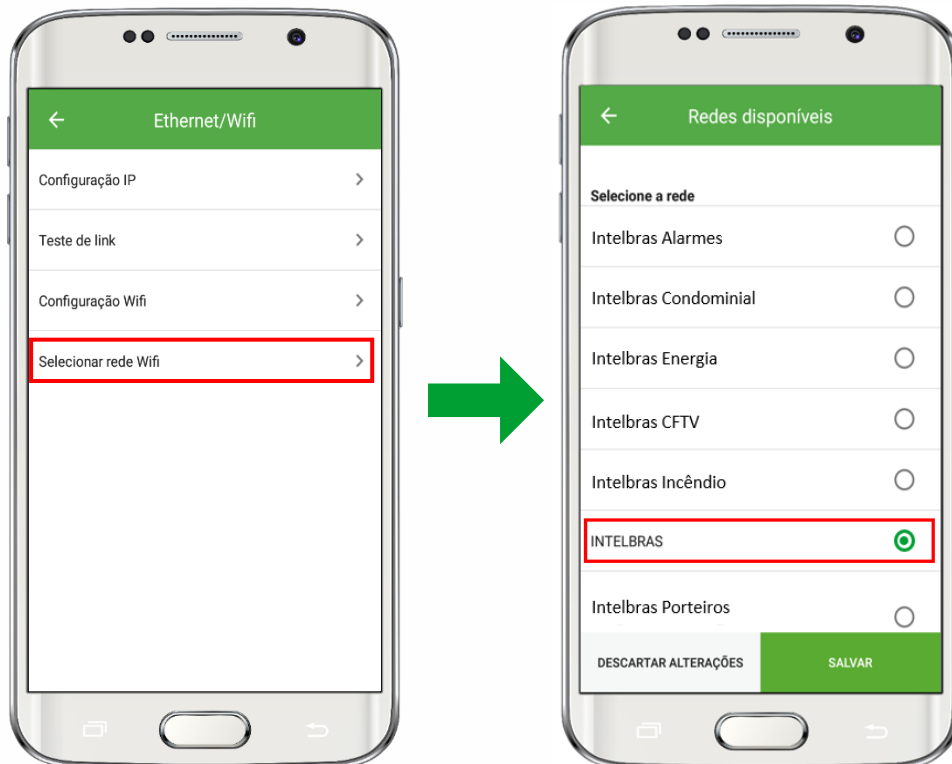 Ethernet/Wifi
Configuração IP
Teste de link
Configuração Wifi
Selecionar rede Wifi
Redes disponíveis
Selecione a rede
Intelbras Alarmes
Intelbras Condominial
Intelbras Energia
Intelbras CFTV
Intelbras Incêndio
INTELBRAS
Intelbras Porteiros
DESCARTAR ALTERAÇÕES
SALVAR